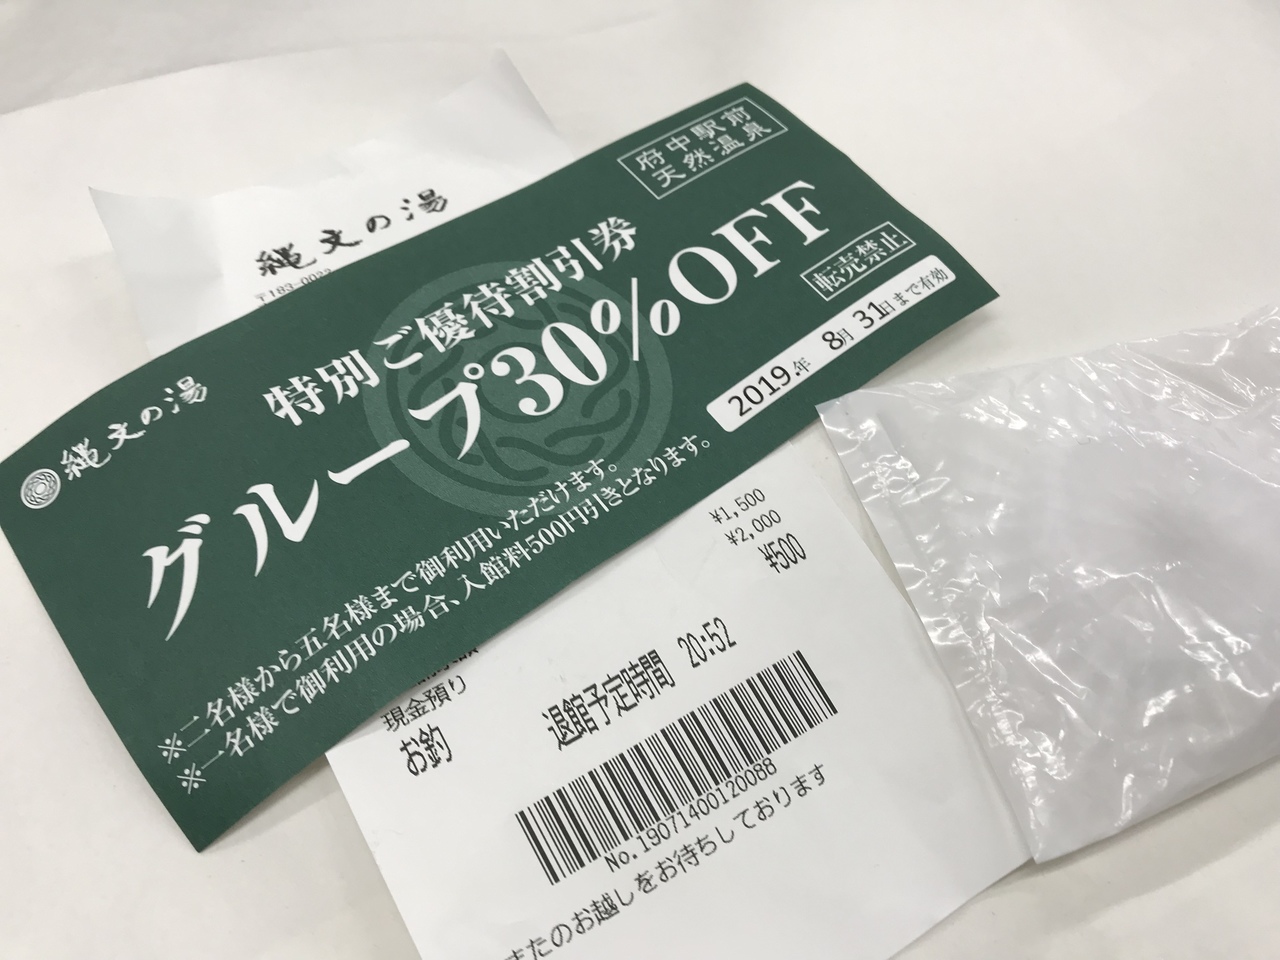 縄文の湯
〒183-0022
府中駅前
天然温泉
縄文の湯
特別ご優待割引券
グループ30%OFF
転売禁止
2019.年 8月 31日まで有効
※二名様から五名様まで御利用いただけます。
※一名様で御利用の場合、入館料500円引きとなります。
¥1,500
現金預り ¥2,000
お釣 ¥500
退館予定時間 20:52
No.19071400120088
またのお越しをお待ちしております